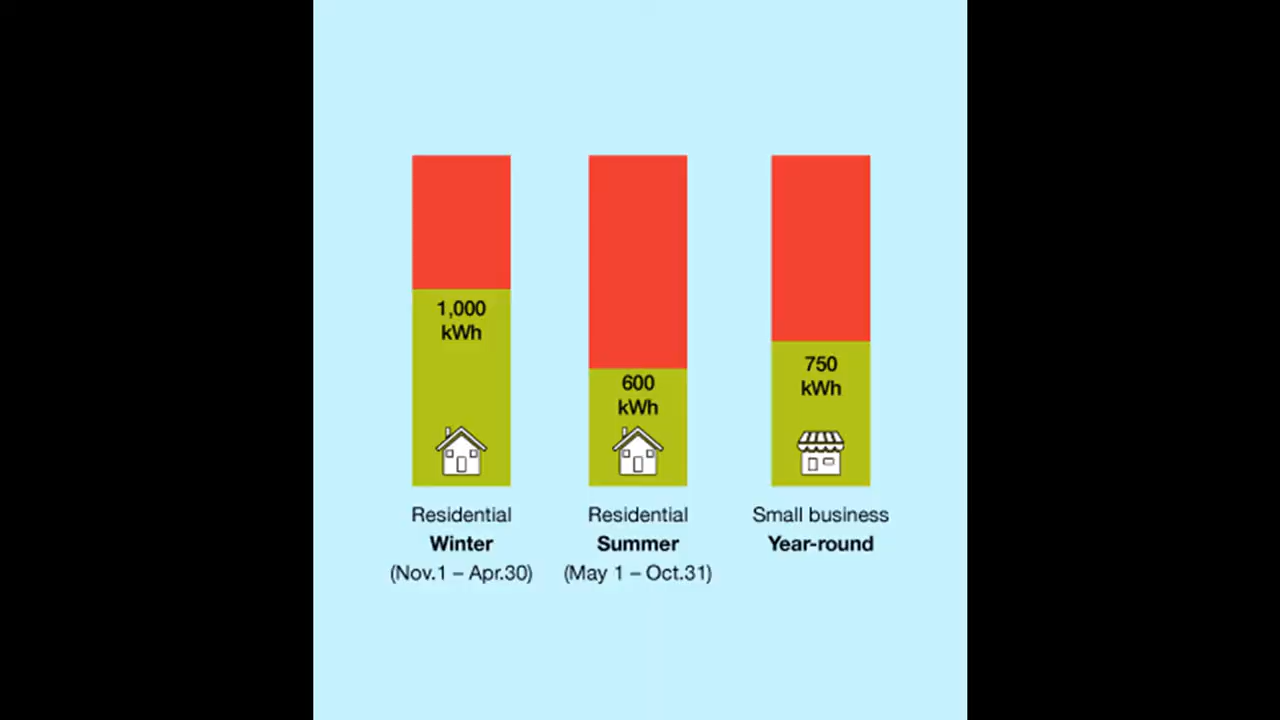 1,000
kWh
600
kWh
750
kWh
Residential
Winter
(Nov.1 – Apr.30)
Residential
Summer
(May 1 – Oct.31)
Small business
Year-round